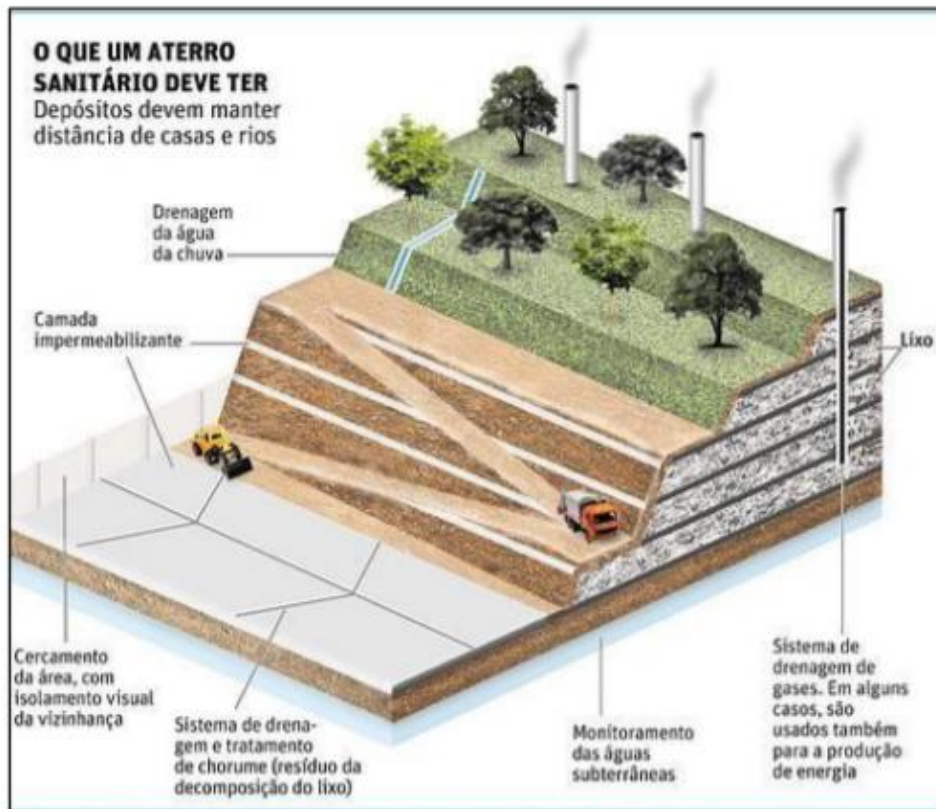 O QUE UM ATERRO
SANITÁRIO DEVE TER
Depósitos devem manter
distância de casas e rios
Drenagem
da água
da chuva
Camada
impermeabilizante
Lixo
Cercamento
da área, com
isolamento visual
da vizinhança
Sistema de drena-
gem e tratamento
de chorume (resíduo da
decomposição do lixo)
Monitoramento
das águas
subterrâneas
Sistema de
drenagem de
gases. Em alguns
casos, são
usados também
para a produção
de energia